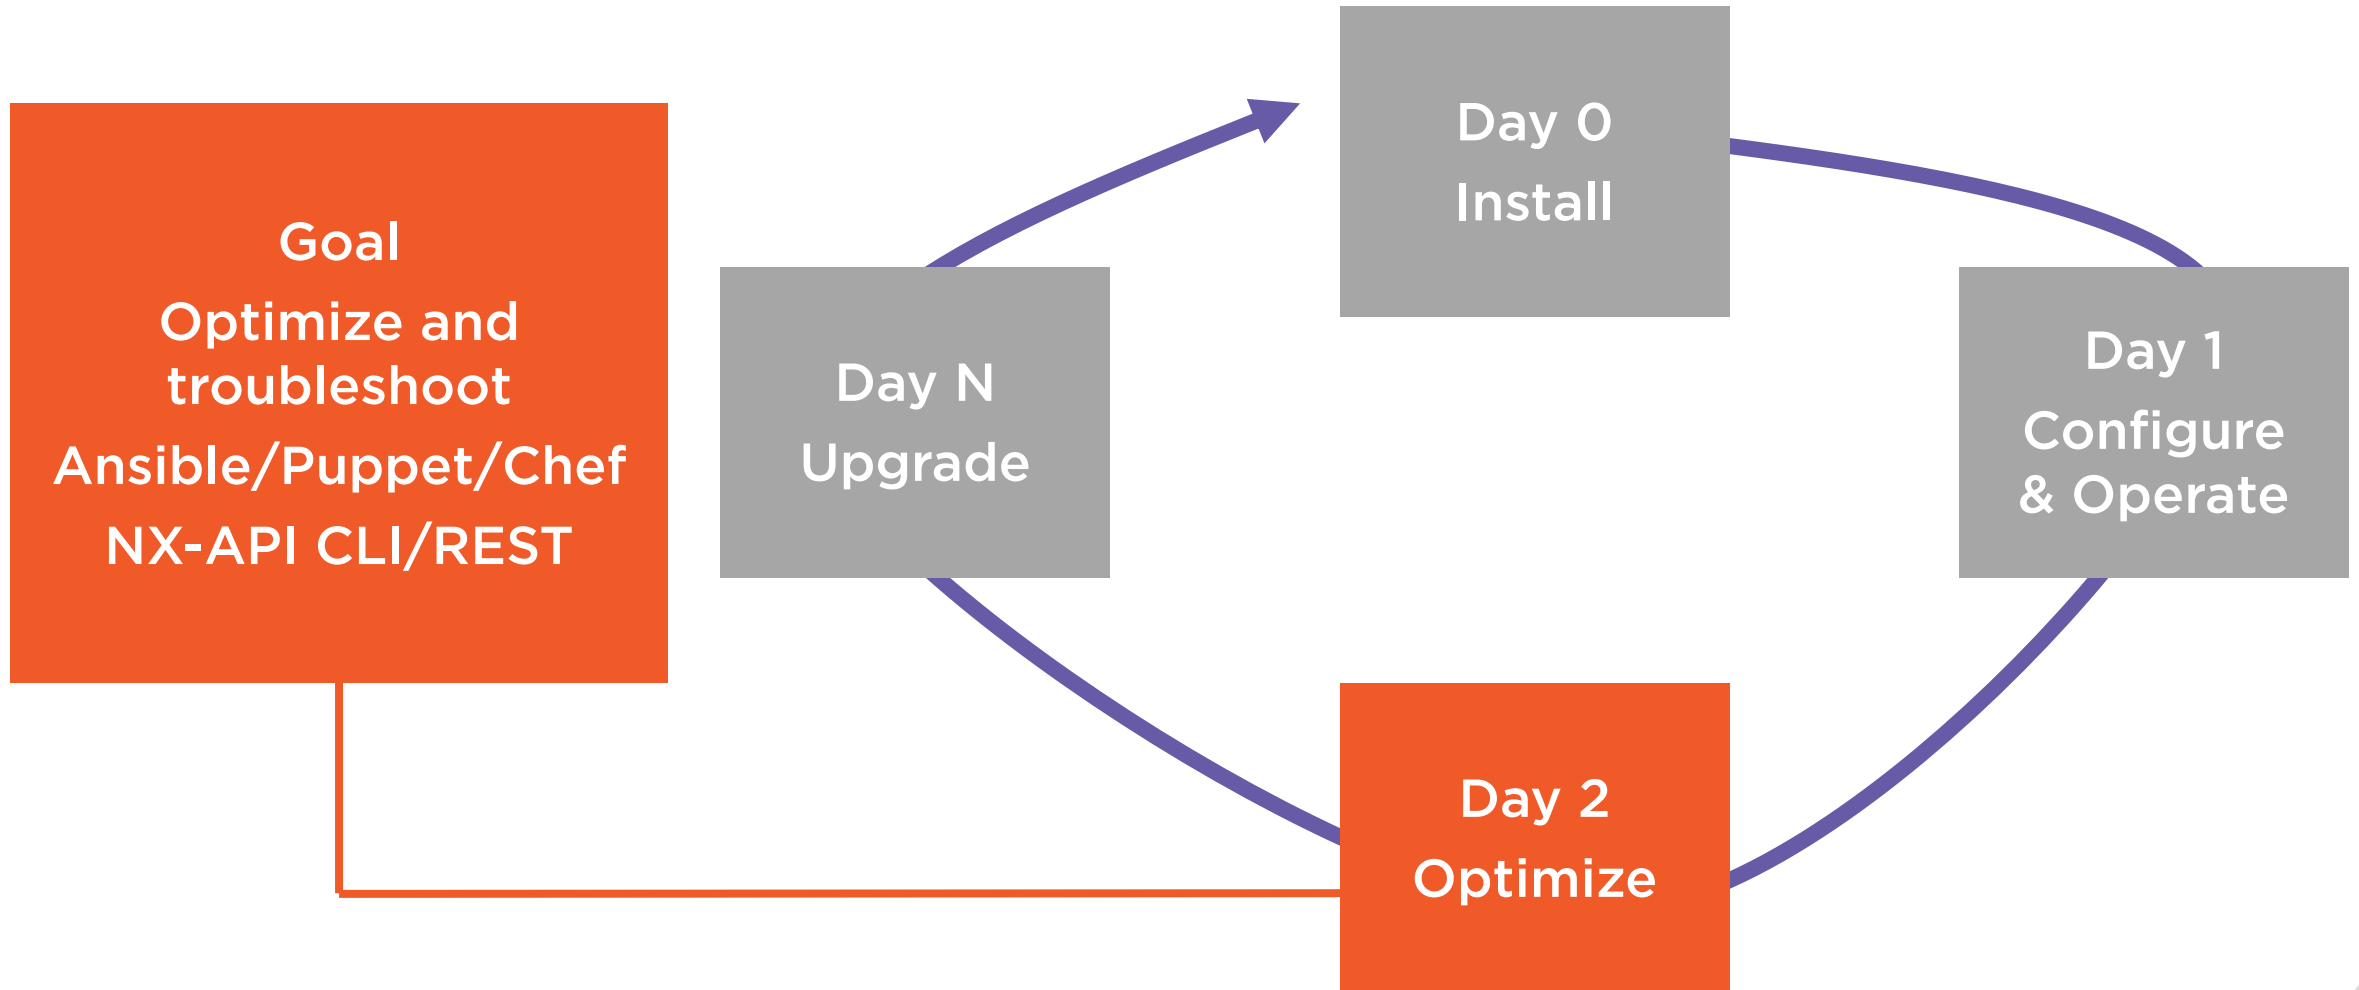 Goal
Optimize and
troubleshoot
Ansible/Puppet/Chef
NX-API CLI/REST
Day 0
Install
Day 1
Configure
& Operate
Day 2
Optimize
Day N
Upgrade